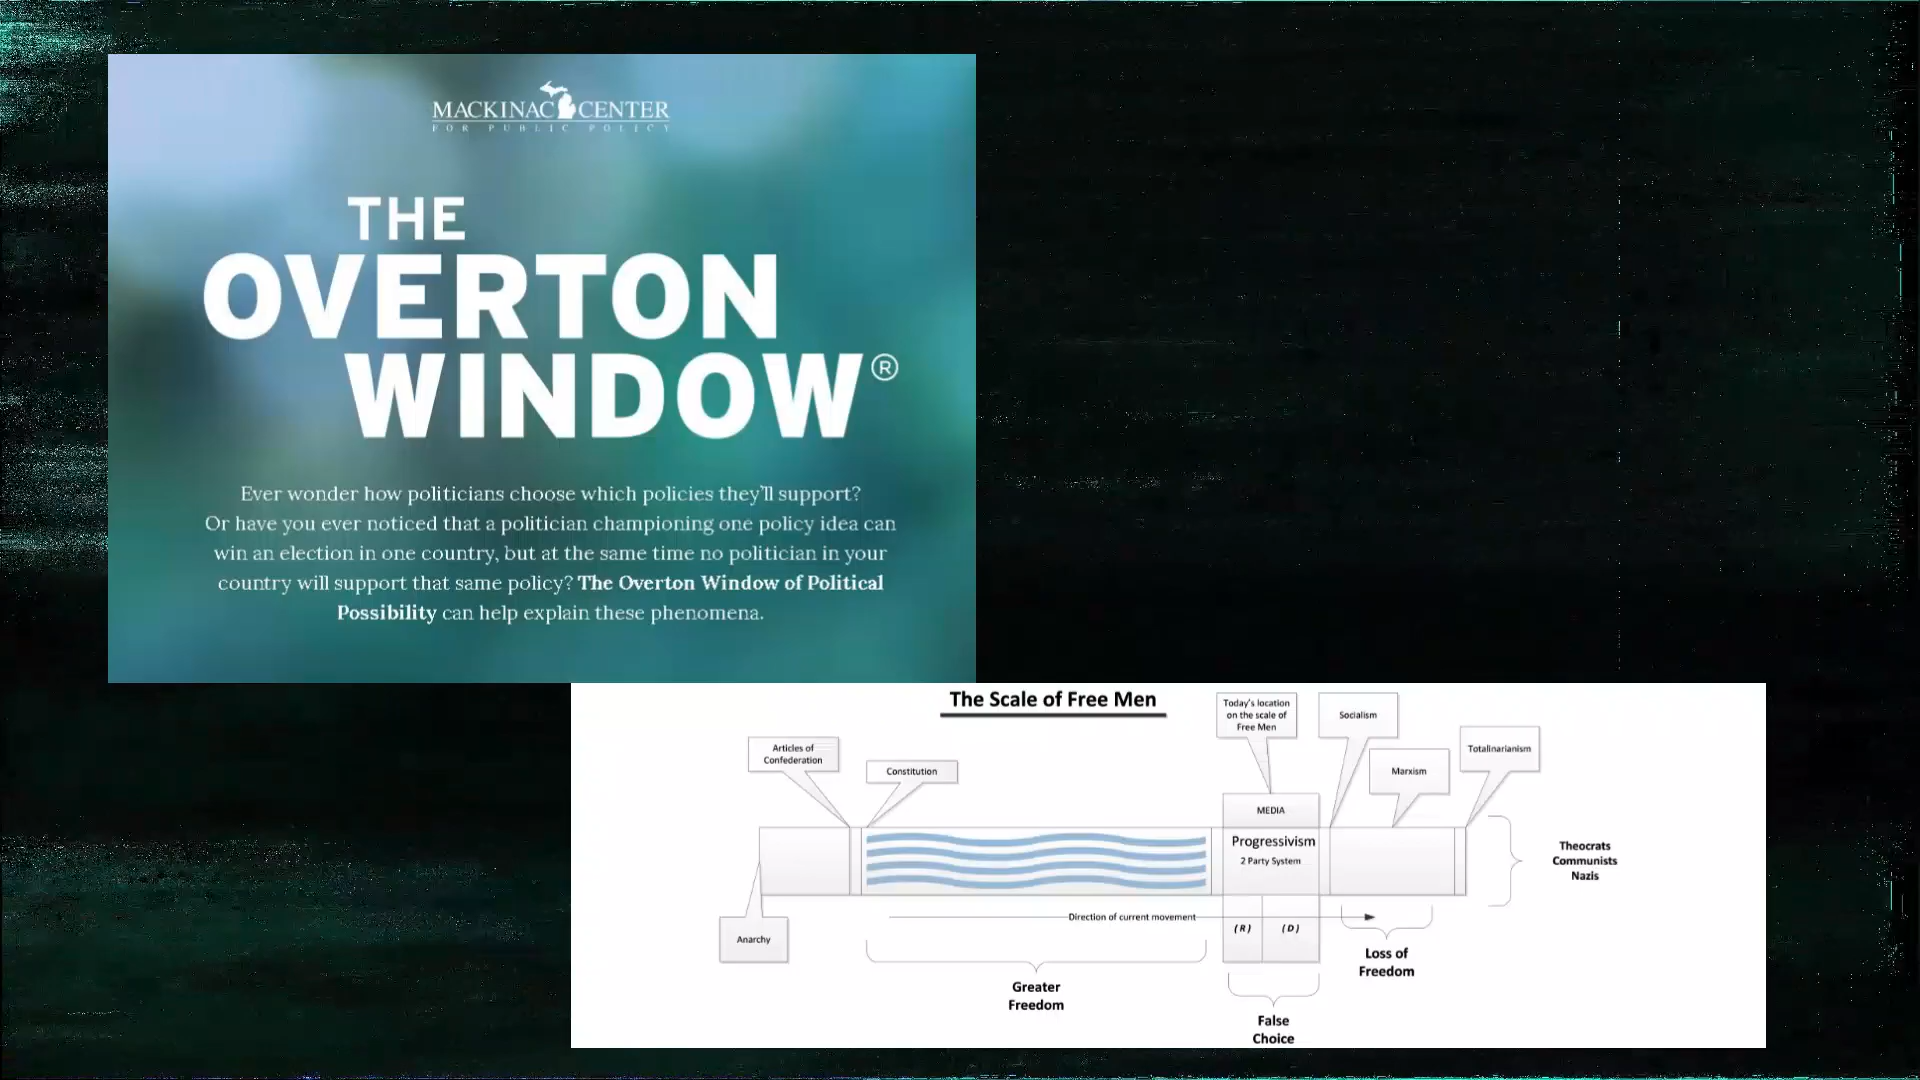 MACKINAC CENTER
FOR PUBLIC POLICY
THE
OVERTON
WINDOW®
Ever wonder how politicians choose which policies they'll support?
Or have you ever noticed that a politician championing one policy idea can
win an election in one country, but at the same time no politician in your
country will support that same policy? The Overton Window of Political
Possibility can help explain these phenomena.
The Scale of Free Men
Articles of
Confederation
Constitution
Today's location
on the scale of
Free Men
Socialism
Marxism
Totalinarianism
MEDIA
Progressivism
2 Party System
Theocrats
Communists
Nazis
Direction of current movement
(R)
(D)
Anarchy
Greater
Freedom
Loss of
Freedom
False
Choice